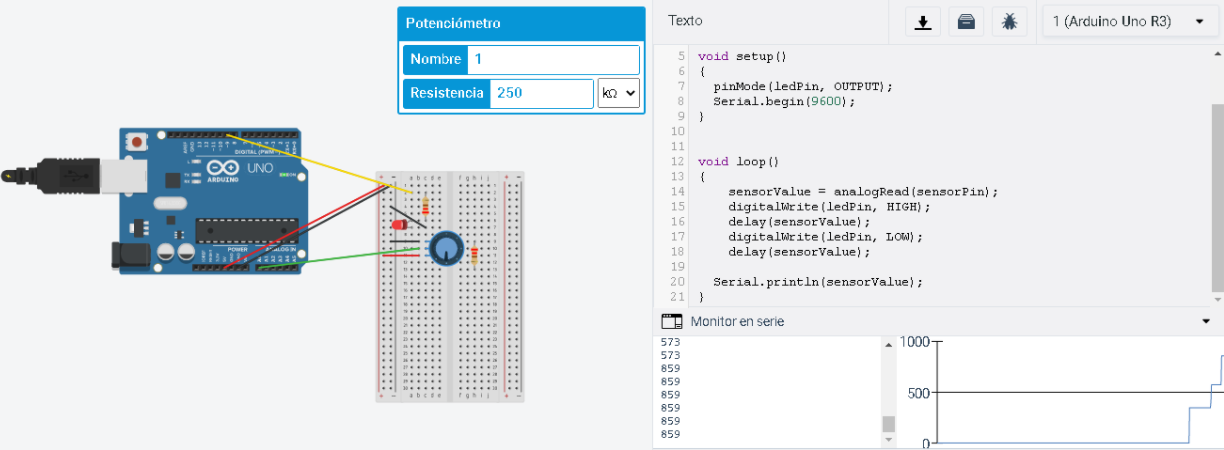 Potenciómetro
Nombre 1
Resistencia 250 kΩ
DIGITAL (PWM~)
UNO
ARDUINO
POWER
ANALOG IN
Texto
1 (Arduino Uno R3)
5 void setup()
6 {
7 pinMode(ledPin, OUTPUT);
8 Serial.begin(9600);
9 }
10
11
12 void loop()
13 {
14 sensorValue = analogRead(sensorPin);
15 digitalWrite(ledPin, HIGH);
16 delay(sensorValue);
17 digitalWrite(ledPin, LOW);
18 delay(sensorValue);
19
20 Serial.println(sensorValue);
21 }
Monitor en serie
573
573
859
859
859
859
859
859
1000
500
0